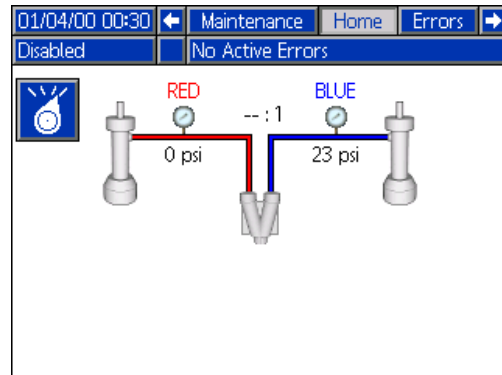 01/04/00 00:30 Maintenance Home Errors
Disabled No Active Errors
RED BLUE
-- : 1
0 psi 23 psi